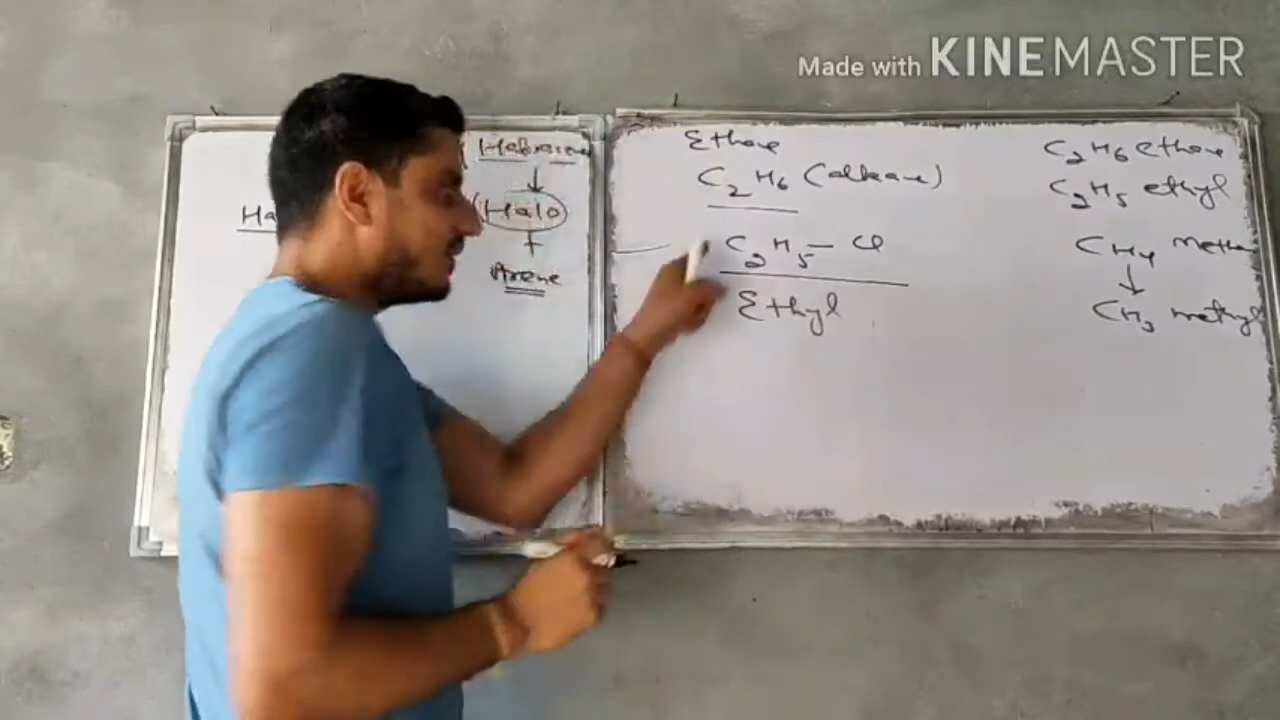 Made with KINEMASTER
Ha
Haloarene
↓
Halo
+
Arene
Ethane
C2H6 (alkane)
C2H5 - Cl
Ethyl
C2H6 ethane
C2H5 ethyl
CH4 Metha
↓
CH3 methyl